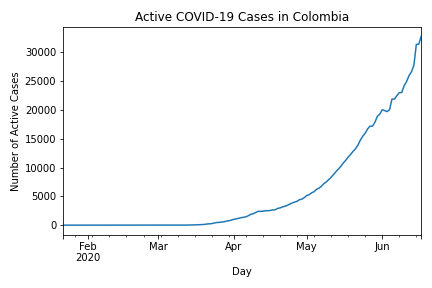 Active COVID-19 Cases in Colombia
Number of Active Cases
30000
25000
20000
15000
10000
5000
0
Feb Mar Apr May Jun
2020
Day